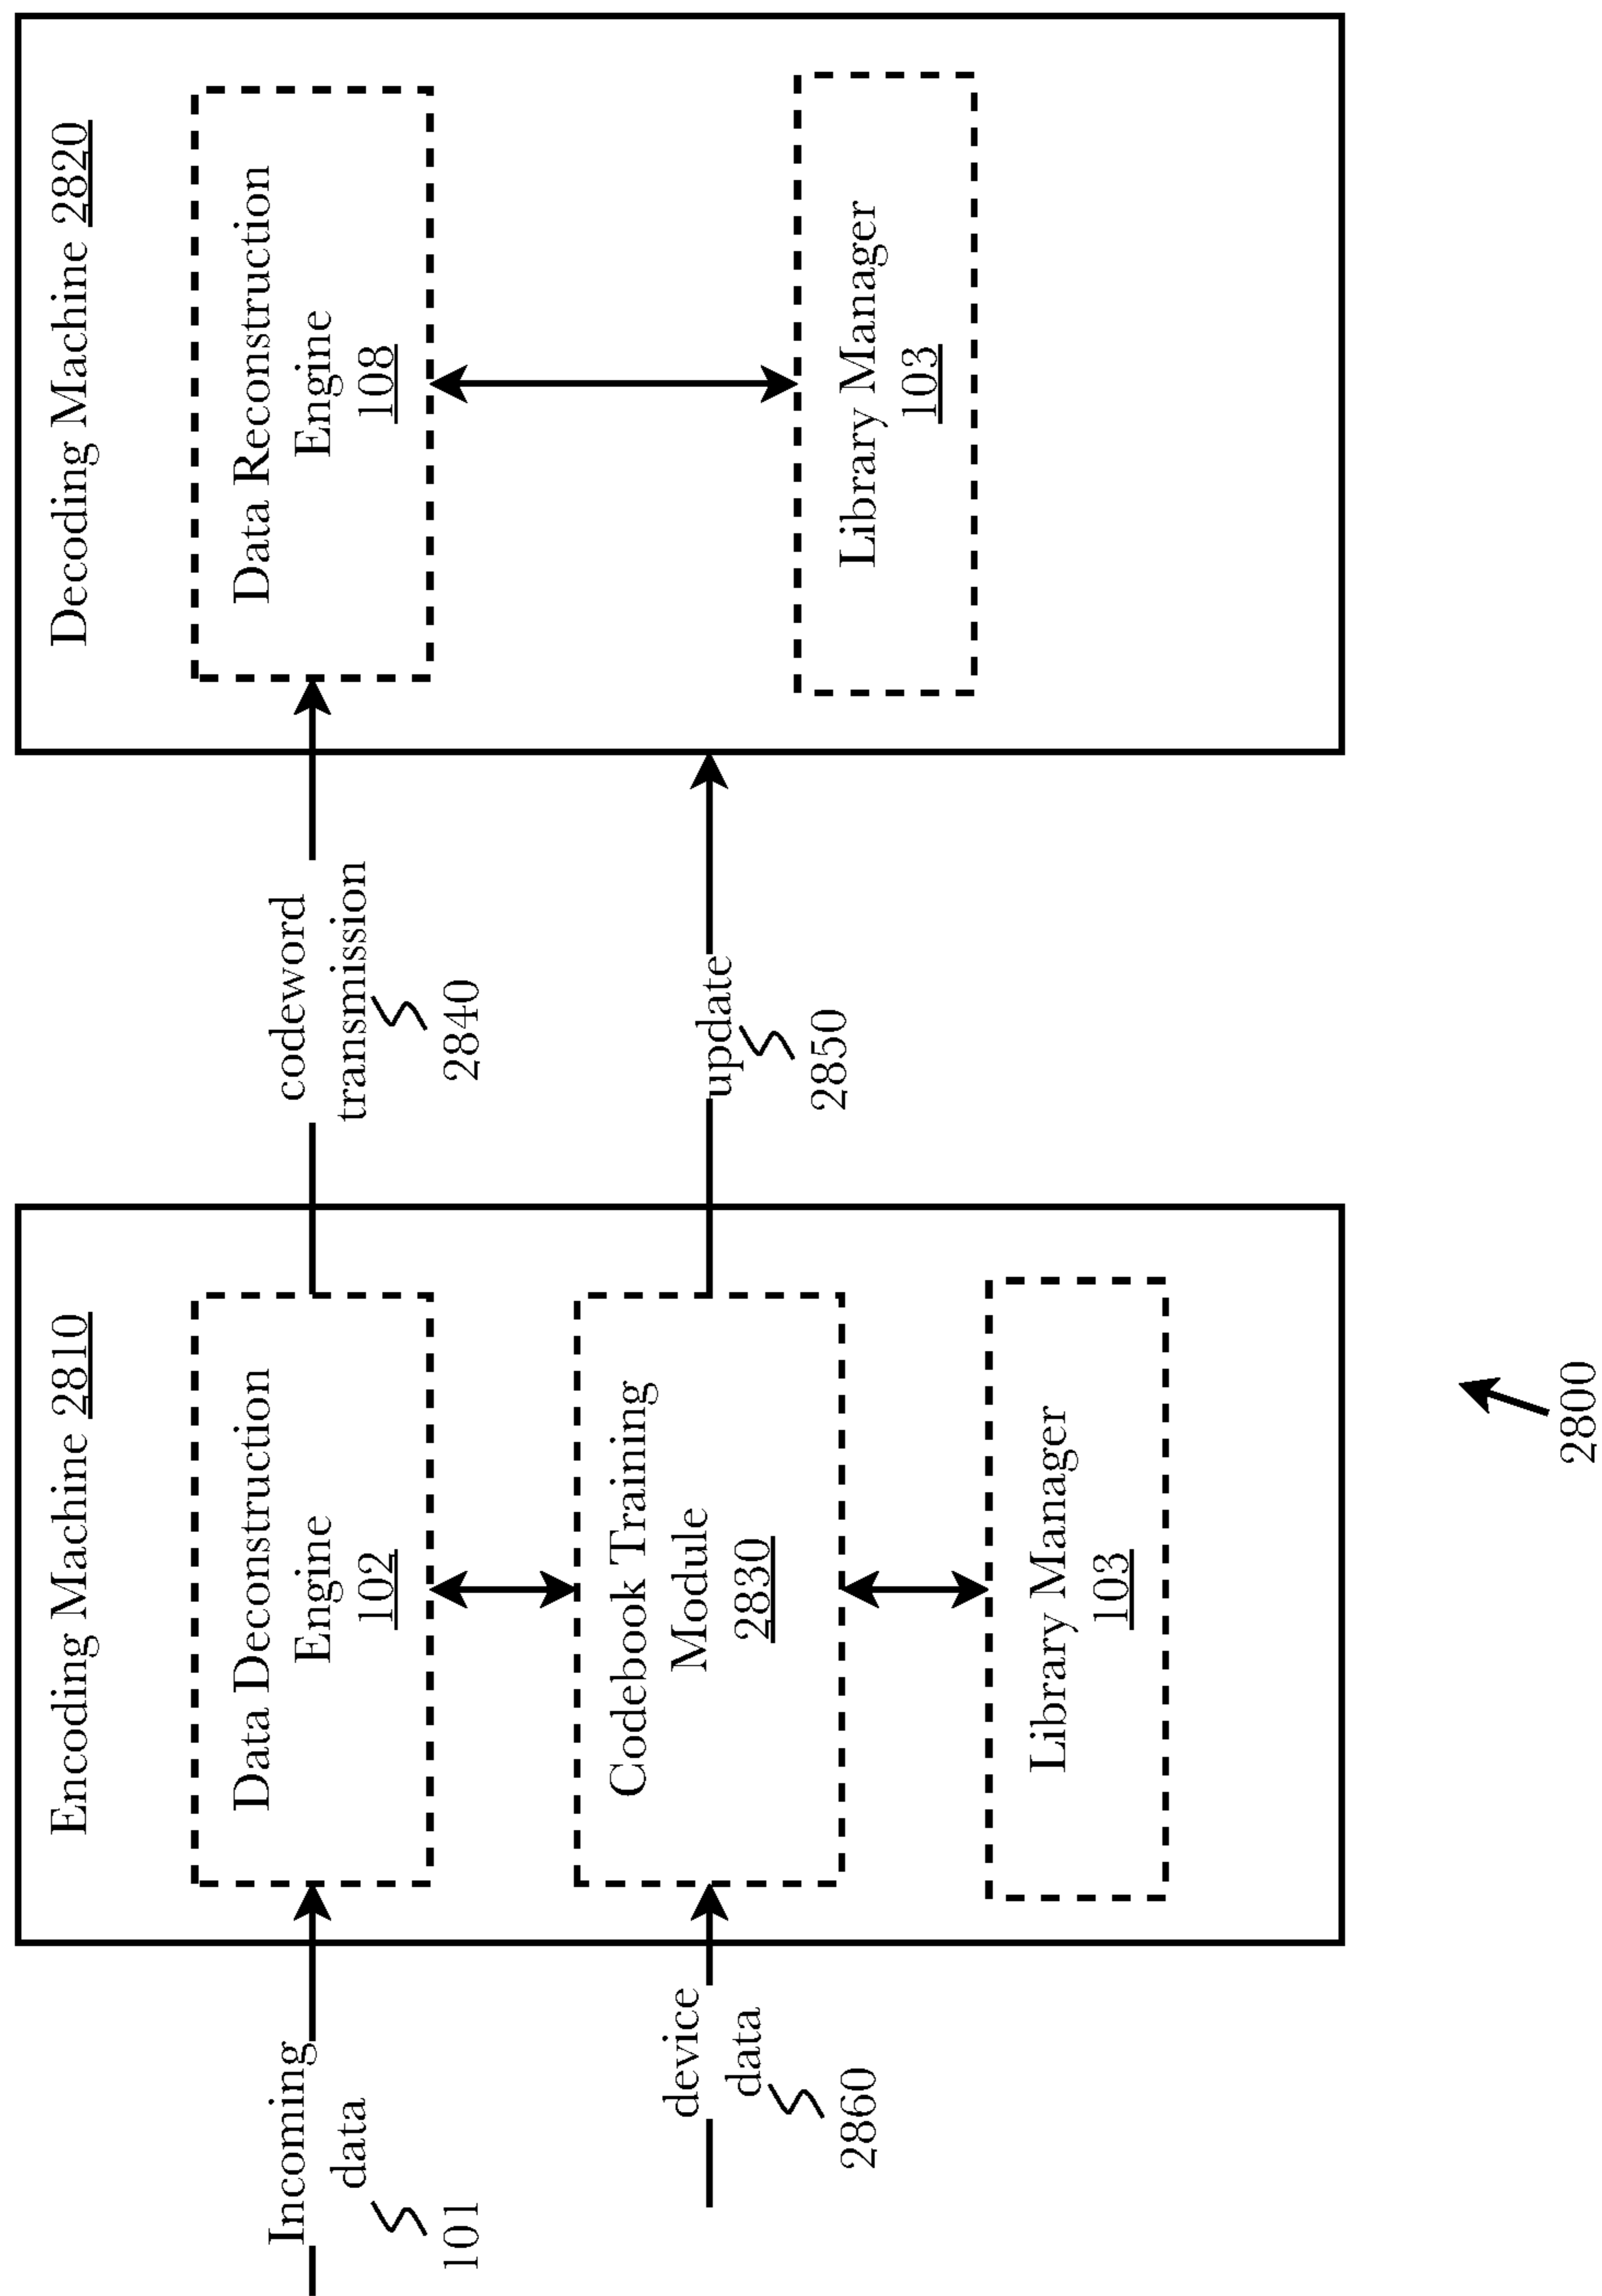 Encoding Machine 2810
Decoding Machine 2820
Incoming
data
101
Data Deconstruction
Engine
102
codeword
transmission
2840
Data Reconstruction
Engine
108
device
data
2860
Codebook Training
Module
2830
update
2850
Library Manager
103
Library Manager
103
2800